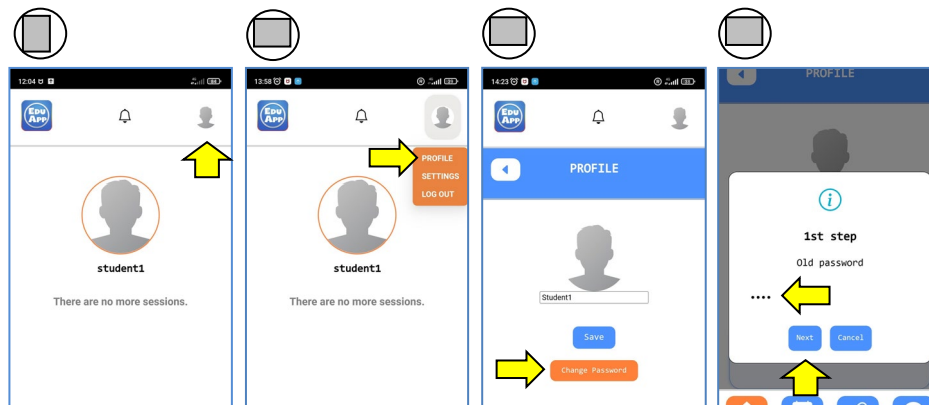 12:04
EDU
APP
student1
There are no more sessions.
13:58
EDU
APP
PROFILE
SETTINGS
LOG OUT
student1
There are no more sessions.
14:23
EDU
APP
PROFILE
Student1
Save
Change Password
PROFILE
1st step
Old password
••••
Next
Cancel